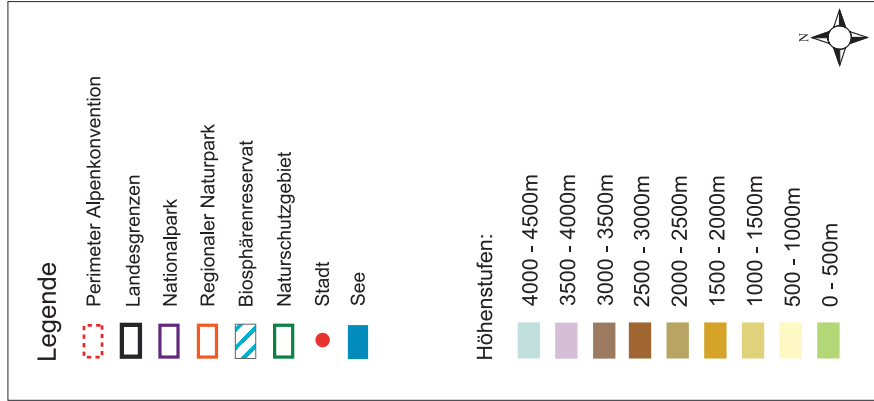 Legende
Perimeter Alpenkonvention
Landesgrenzen
Nationalpark
Regionaler Naturpark
Biosphärenreservat
Naturschutzgebiet
Stadt
See
Höhenstufen:
4000 - 4500m
3500 - 4000m
3000 - 3500m
2500 - 3000m
2000 - 2500m
1500 - 2000m
1000 - 1500m
500 - 1000m
0 - 500m
N